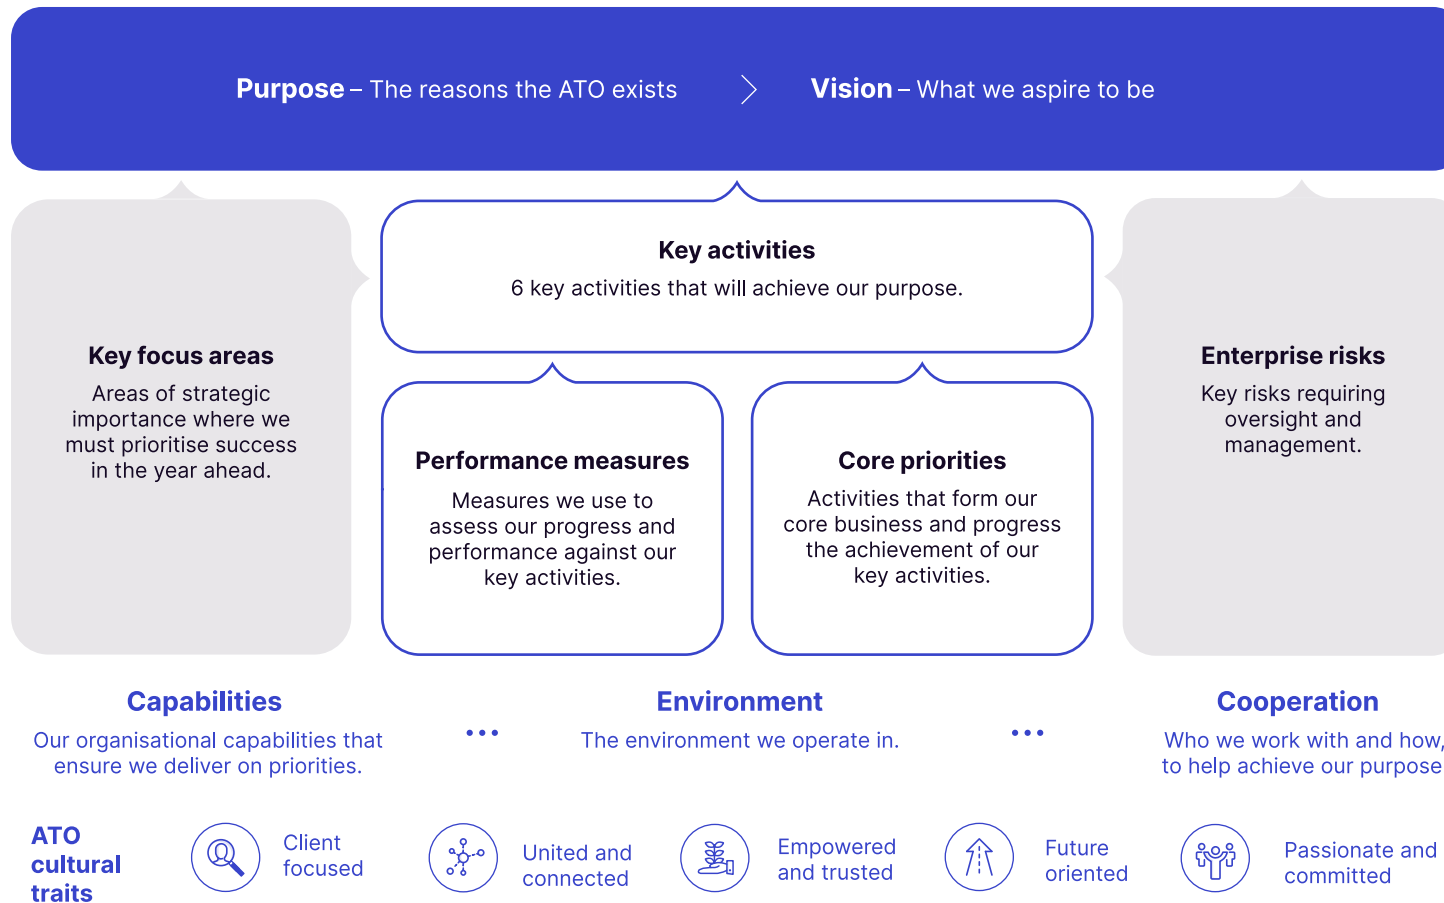 Purpose – The reasons the ATO exists
Vision – What we aspire to be
Key focus areas
Areas of strategic
importance where we
must prioritise success
in the year ahead.
Key activities
6 key activities that will achieve our purpose.
Performance measures
Measures we use to
assess our progress and
performance against our
key activities.
Core priorities
Activities that form our
core business and progress
the achievement of our
key activities.
Enterprise risks
Key risks requiring
oversight and
management.
Capabilities
Our organisational capabilities that
ensure we deliver on priorities.
...
Environment
The environment we operate in.
...
Cooperation
Who we work with and how,
to help achieve our purpose
ATO
cultural
traits
Client
focused
United and
connected
Empowered
and trusted
Future
oriented
Passionate and
committed